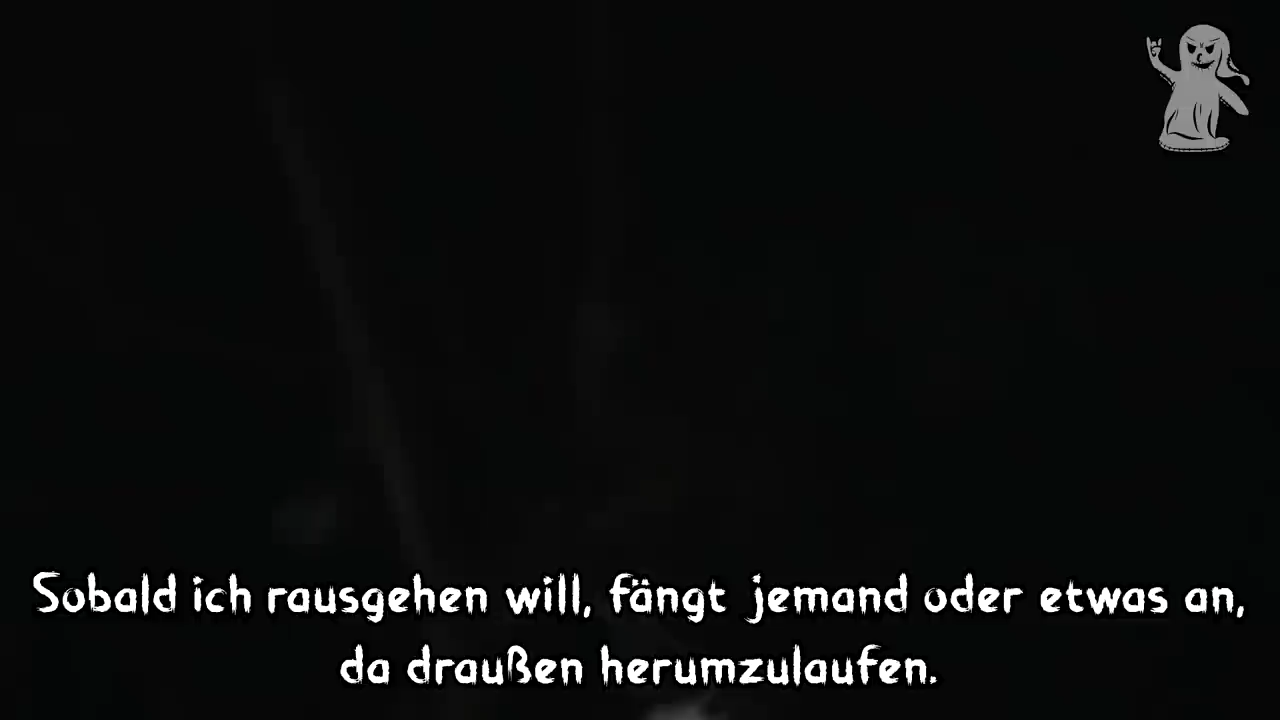 Sobald ich rausgehen will, fängt jemand oder etwas an,
da draußen herumzulaufen.